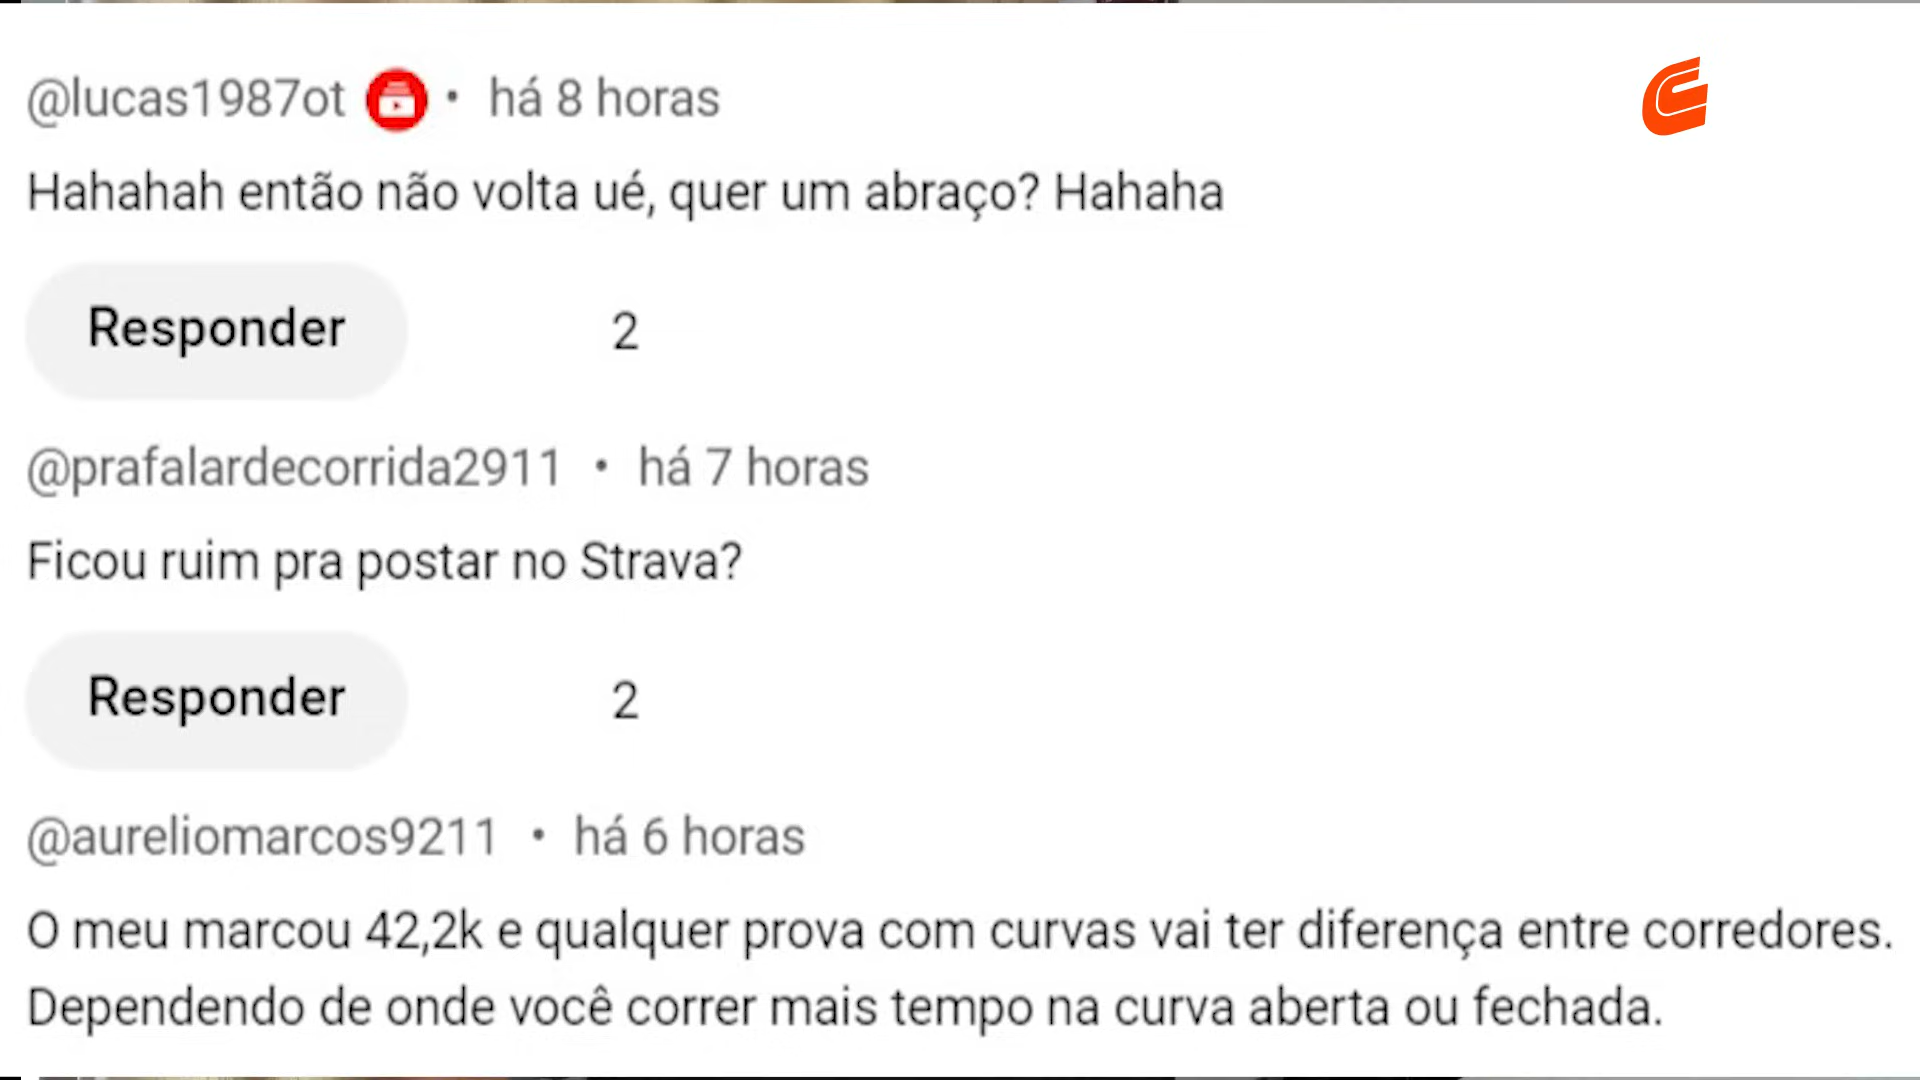 @lucas1987ot • há 8 horas
Hahahah então não volta ué, quer um abraço? Hahaha
Responder 2
@prafalardecorrida2911 • há 7 horas
Ficou ruim pra postar no Strava?
Responder 2
@aureliomarcos9211 • há 6 horas
O meu marcou 42,2k e qualquer prova com curvas vai ter diferença entre corredores.
Dependendo de onde você correr mais tempo na curva aberta ou fechada.